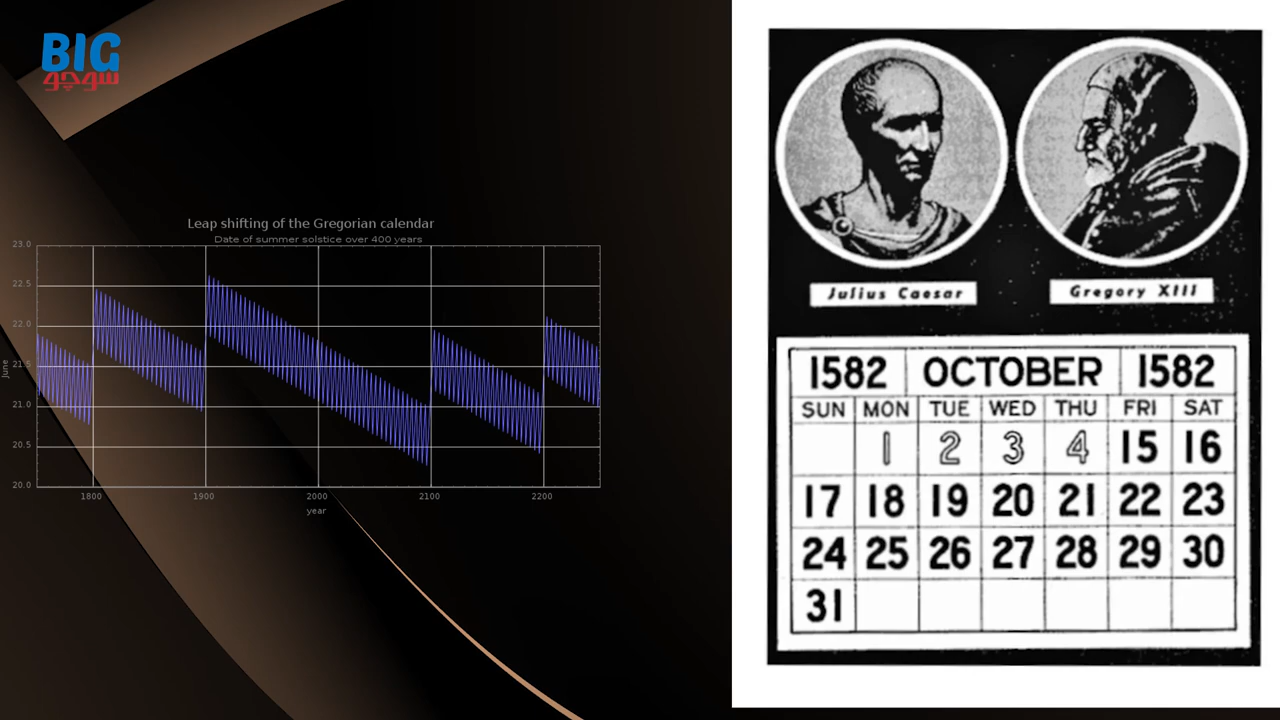 BIG
سوچو
Leap shifting of the Gregorian calendar
Date of summer solstice over 400 years
23.0
22.5
22.0
21.5
21.0
20.5
20.0
June
1800 1900 2000 2100 2200
year
Julius Caesar Gregory XIII
1582 OCTOBER 1582
SUN MON TUE WED THU FRI SAT
1 2 3 4 15 16
17 18 19 20 21 22 23
24 25 26 27 28 29 30
31